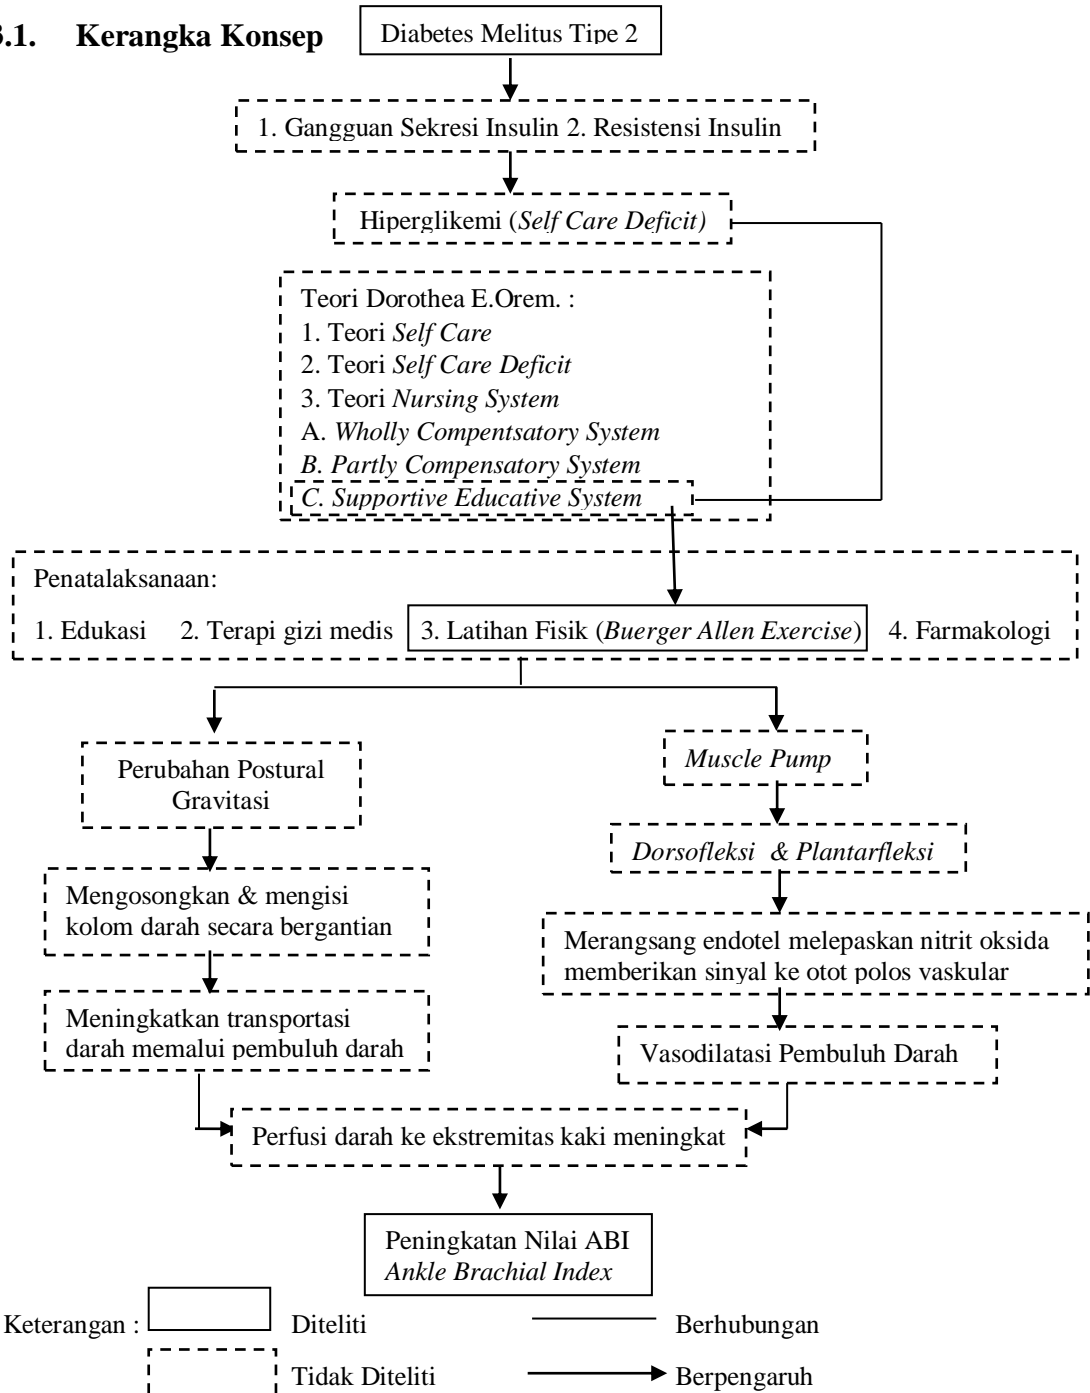 3.1. Kerangka Konsep
Diabetes Melitus Tipe 2
1. Gangguan Sekresi Insulin 2. Resistensi Insulin
Hiperglikemi (Self Care Deficit)
Teori Dorothea E.Orem. :
1. Teori Self Care
2. Teori Self Care Deficit
3. Teori Nursing System
A. Wholly Compentsatory System
B. Partly Compensatory System
C. Supportive Educative System
Penatalaksanaan:
1. Edukasi 2. Terapi gizi medis 3. Latihan Fisik (Buerger Allen Exercise) 4. Farmakologi
Perubahan Postural
Gravitasi
Mengosongkan & mengisi
kolom darah secara bergantian
Meningkatkan transportasi
darah memalui pembuluh darah
Muscle Pump
Dorsofleksi & Plantarfleksi
Merangsang endotel melepaskan nitrit oksida
memberikan sinyal ke otot polos vaskular
Vasodilatasi Pembuluh Darah
Perfusi darah ke ekstremitas kaki meningkat
Peningkatan Nilai ABI
Ankle Brachial Index
Keterangan : Diteliti Berhubungan
Tidak Diteliti Berpengaruh